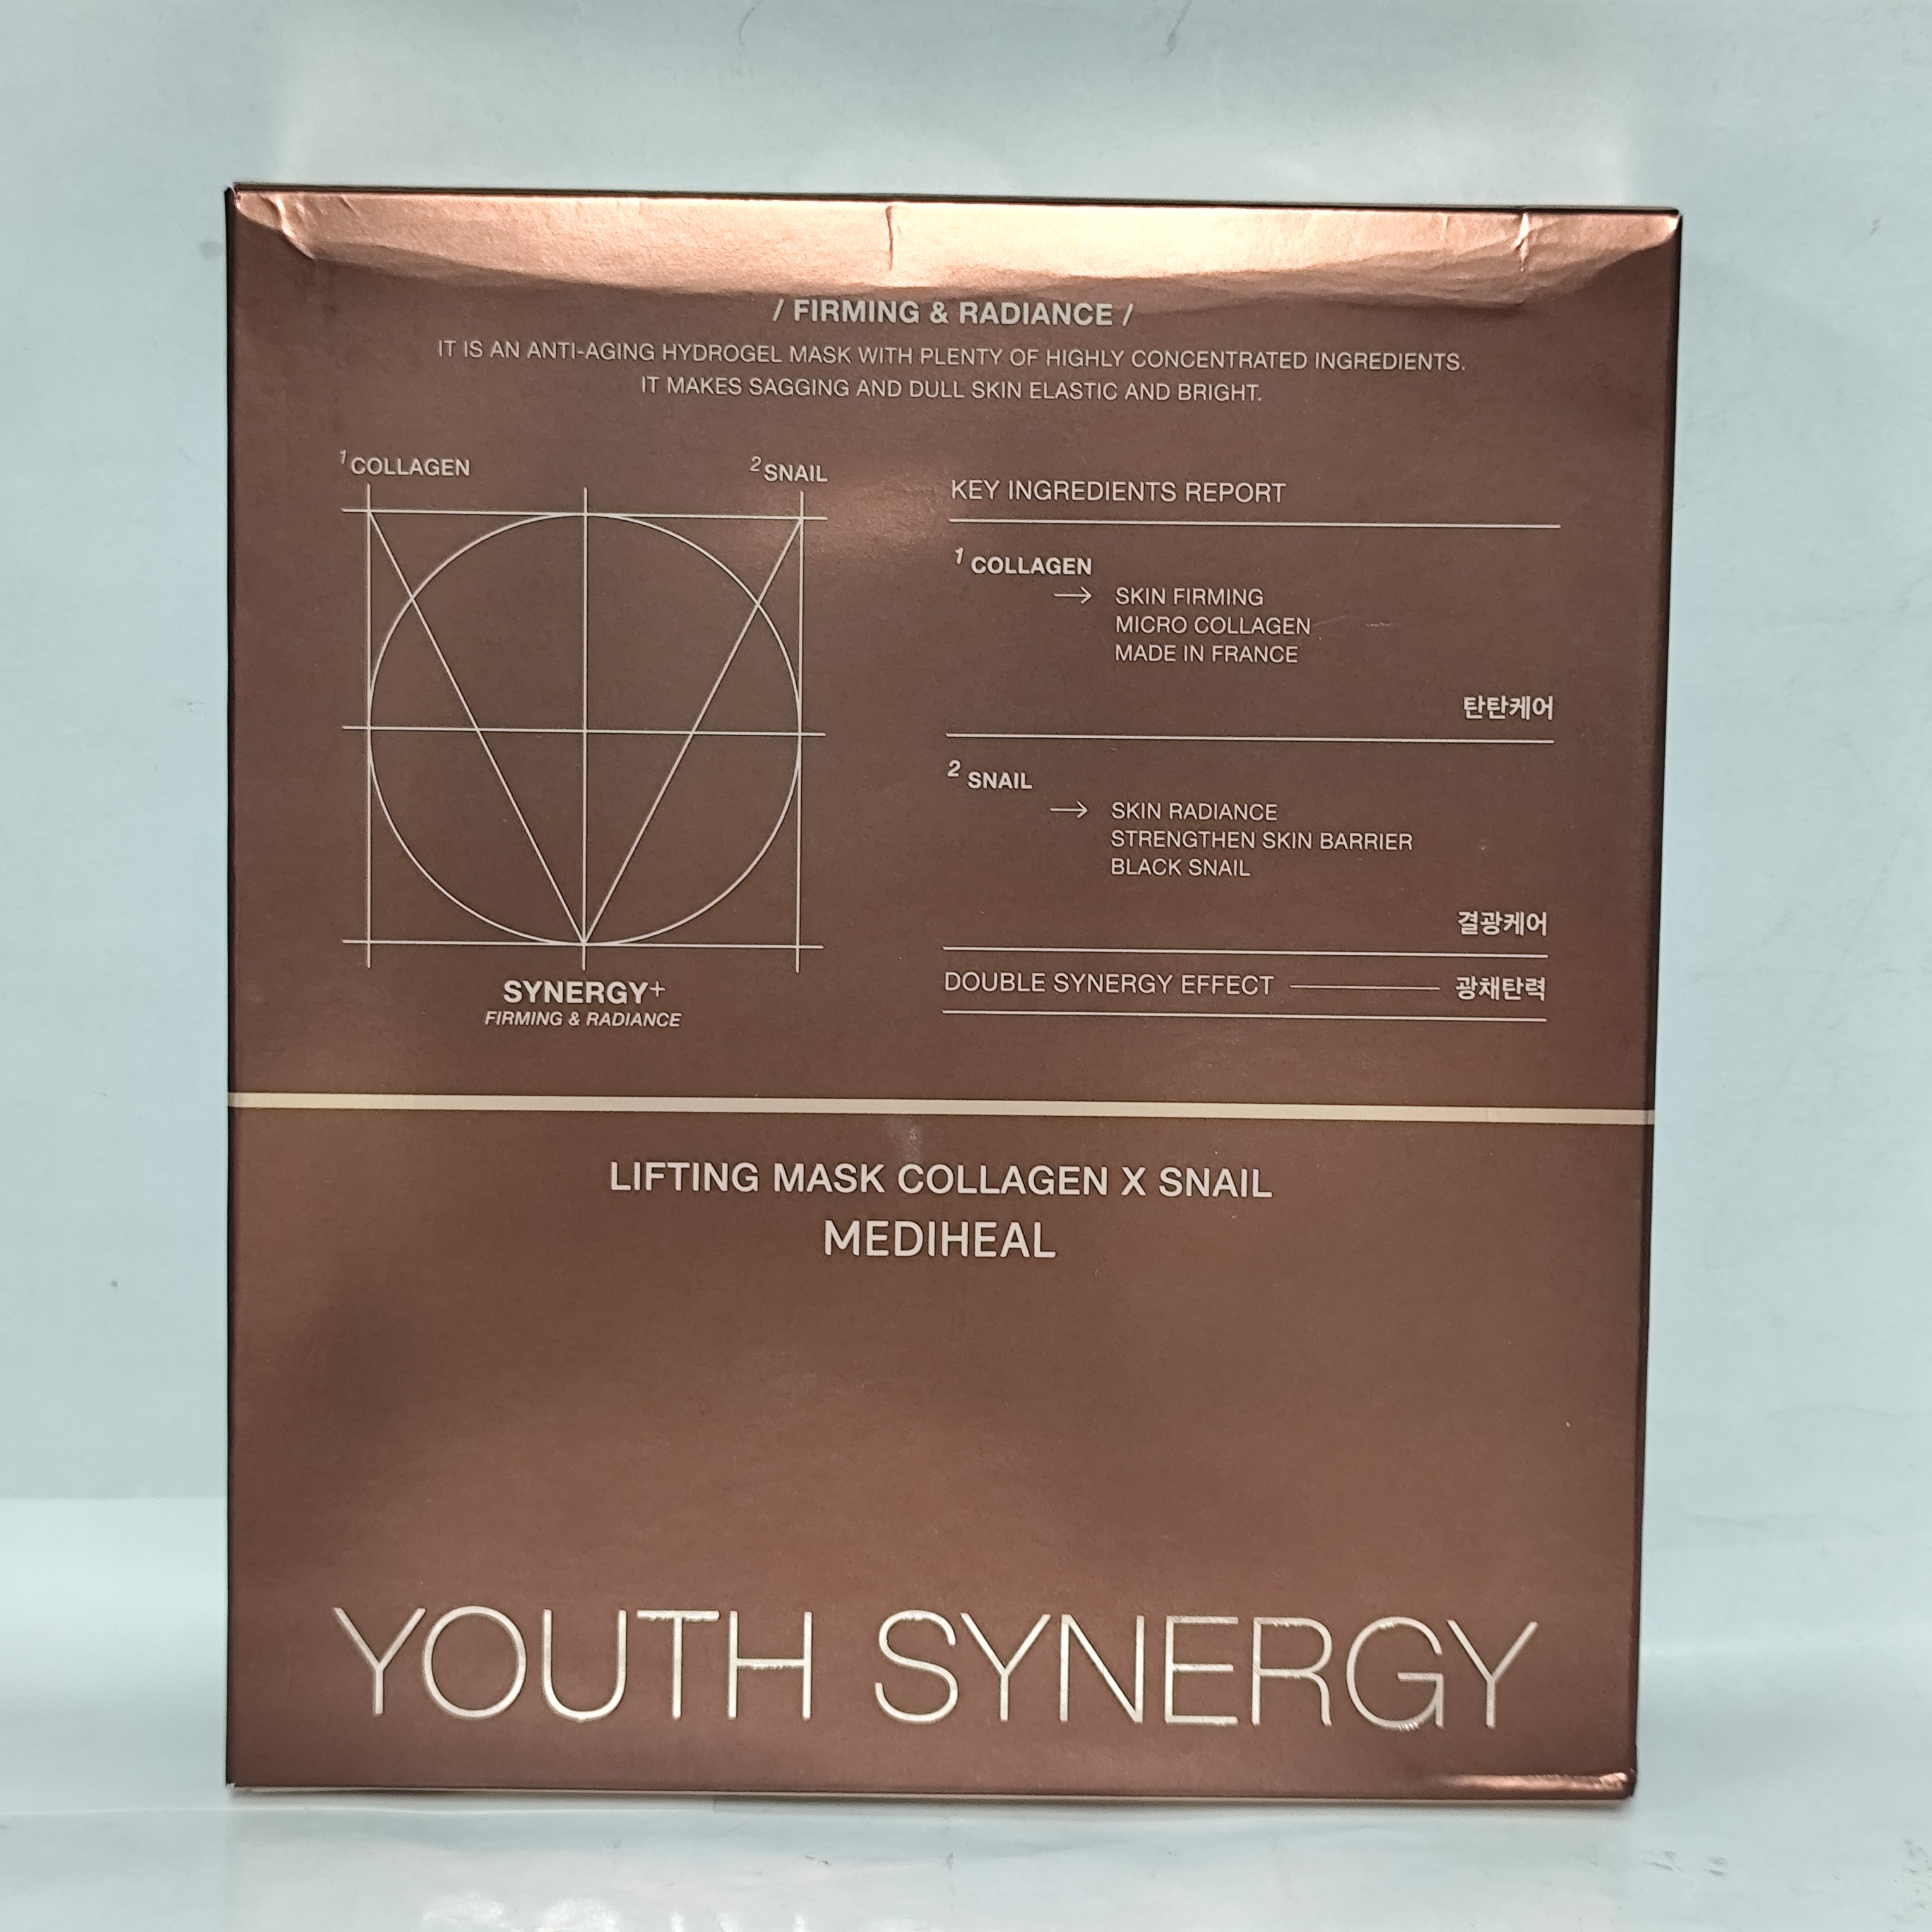 / FIRMING & RADIANCE /
IT IS AN ANTI-AGING HYDROGEL MASK WITH PLENTY OF HIGHLY CONCENTRATED INGREDIENTS.
IT MAKES SAGGING AND DULL SKIN ELASTIC AND BRIGHT.
1 COLLAGEN
2 SNAIL
SYNERGY+
FIRMING & RADIANCE
KEY INGREDIENTS REPORT
1 COLLAGEN
→ SKIN FIRMING
MICRO COLLAGEN
MADE IN FRANCE
탄탄케어
2 SNAIL
→ SKIN RADIANCE
STRENGTHEN SKIN BARRIER
BLACK SNAIL
결광케어
DOUBLE SYNERGY EFFECT 광채탄력
LIFTING MASK COLLAGEN X SNAIL
MEDIHEAL
YOUTH SYNERGY